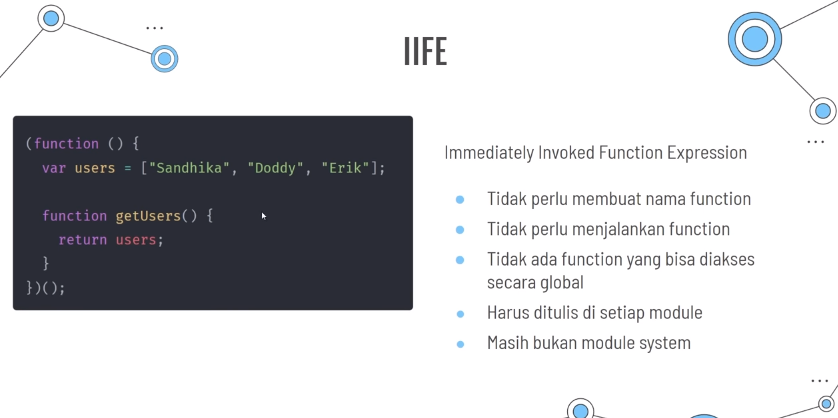 IIFE
(function () {
  var users = ["Sandhika", "Doddy", "Erik"];

  function getUsers() {
    return users;
  }
})();
Immediately Invoked Function Expression
Tidak perlu membuat nama function
Tidak perlu menjalankan function
Tidak ada function yang bisa diakses
secara global
Harus ditulis di setiap module
Masih bukan module system